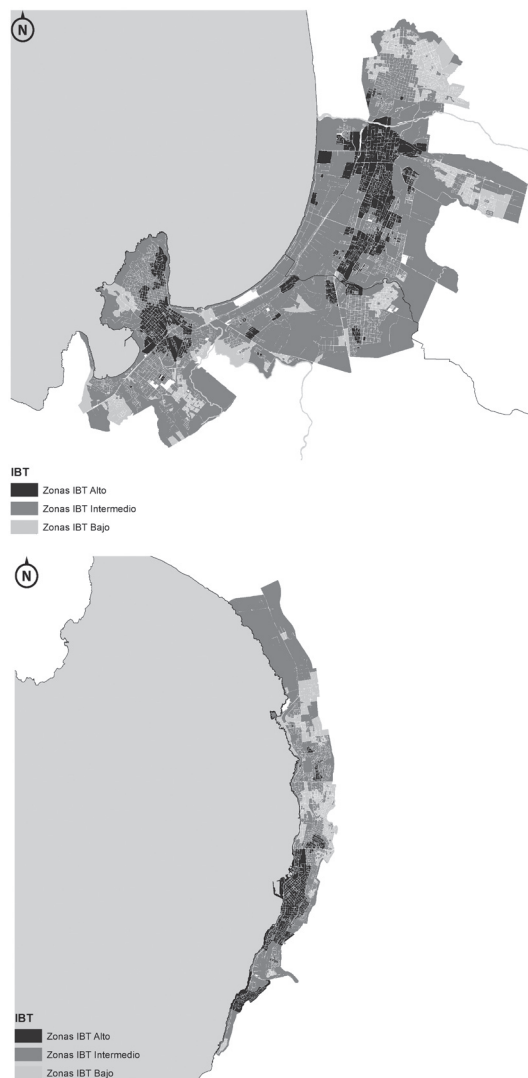 N
IBT
Zonas IBT Alto
Zonas IBT Intermedio
Zonas IBT Bajo
N
IBT
Zonas IBT Alto
Zonas IBT Intermedio
Zonas IBT Bajo